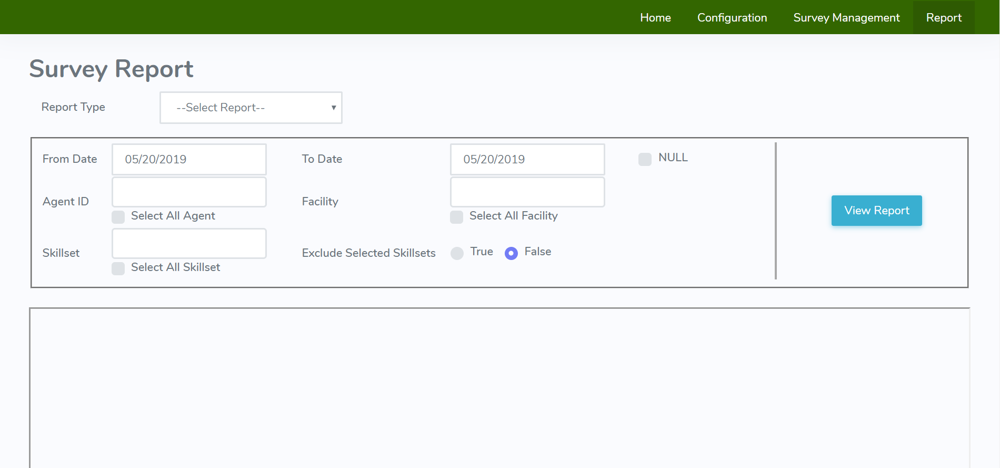 Home Configuration Survey Management Report
Survey Report
Report Type --Select Report--
From Date 05/20/2019 To Date 05/20/2019 NULL
Agent ID Facility
Select All Agent Select All Facility
View Report
Skillset Exclude Selected Skillsets True False
Select All Skillset